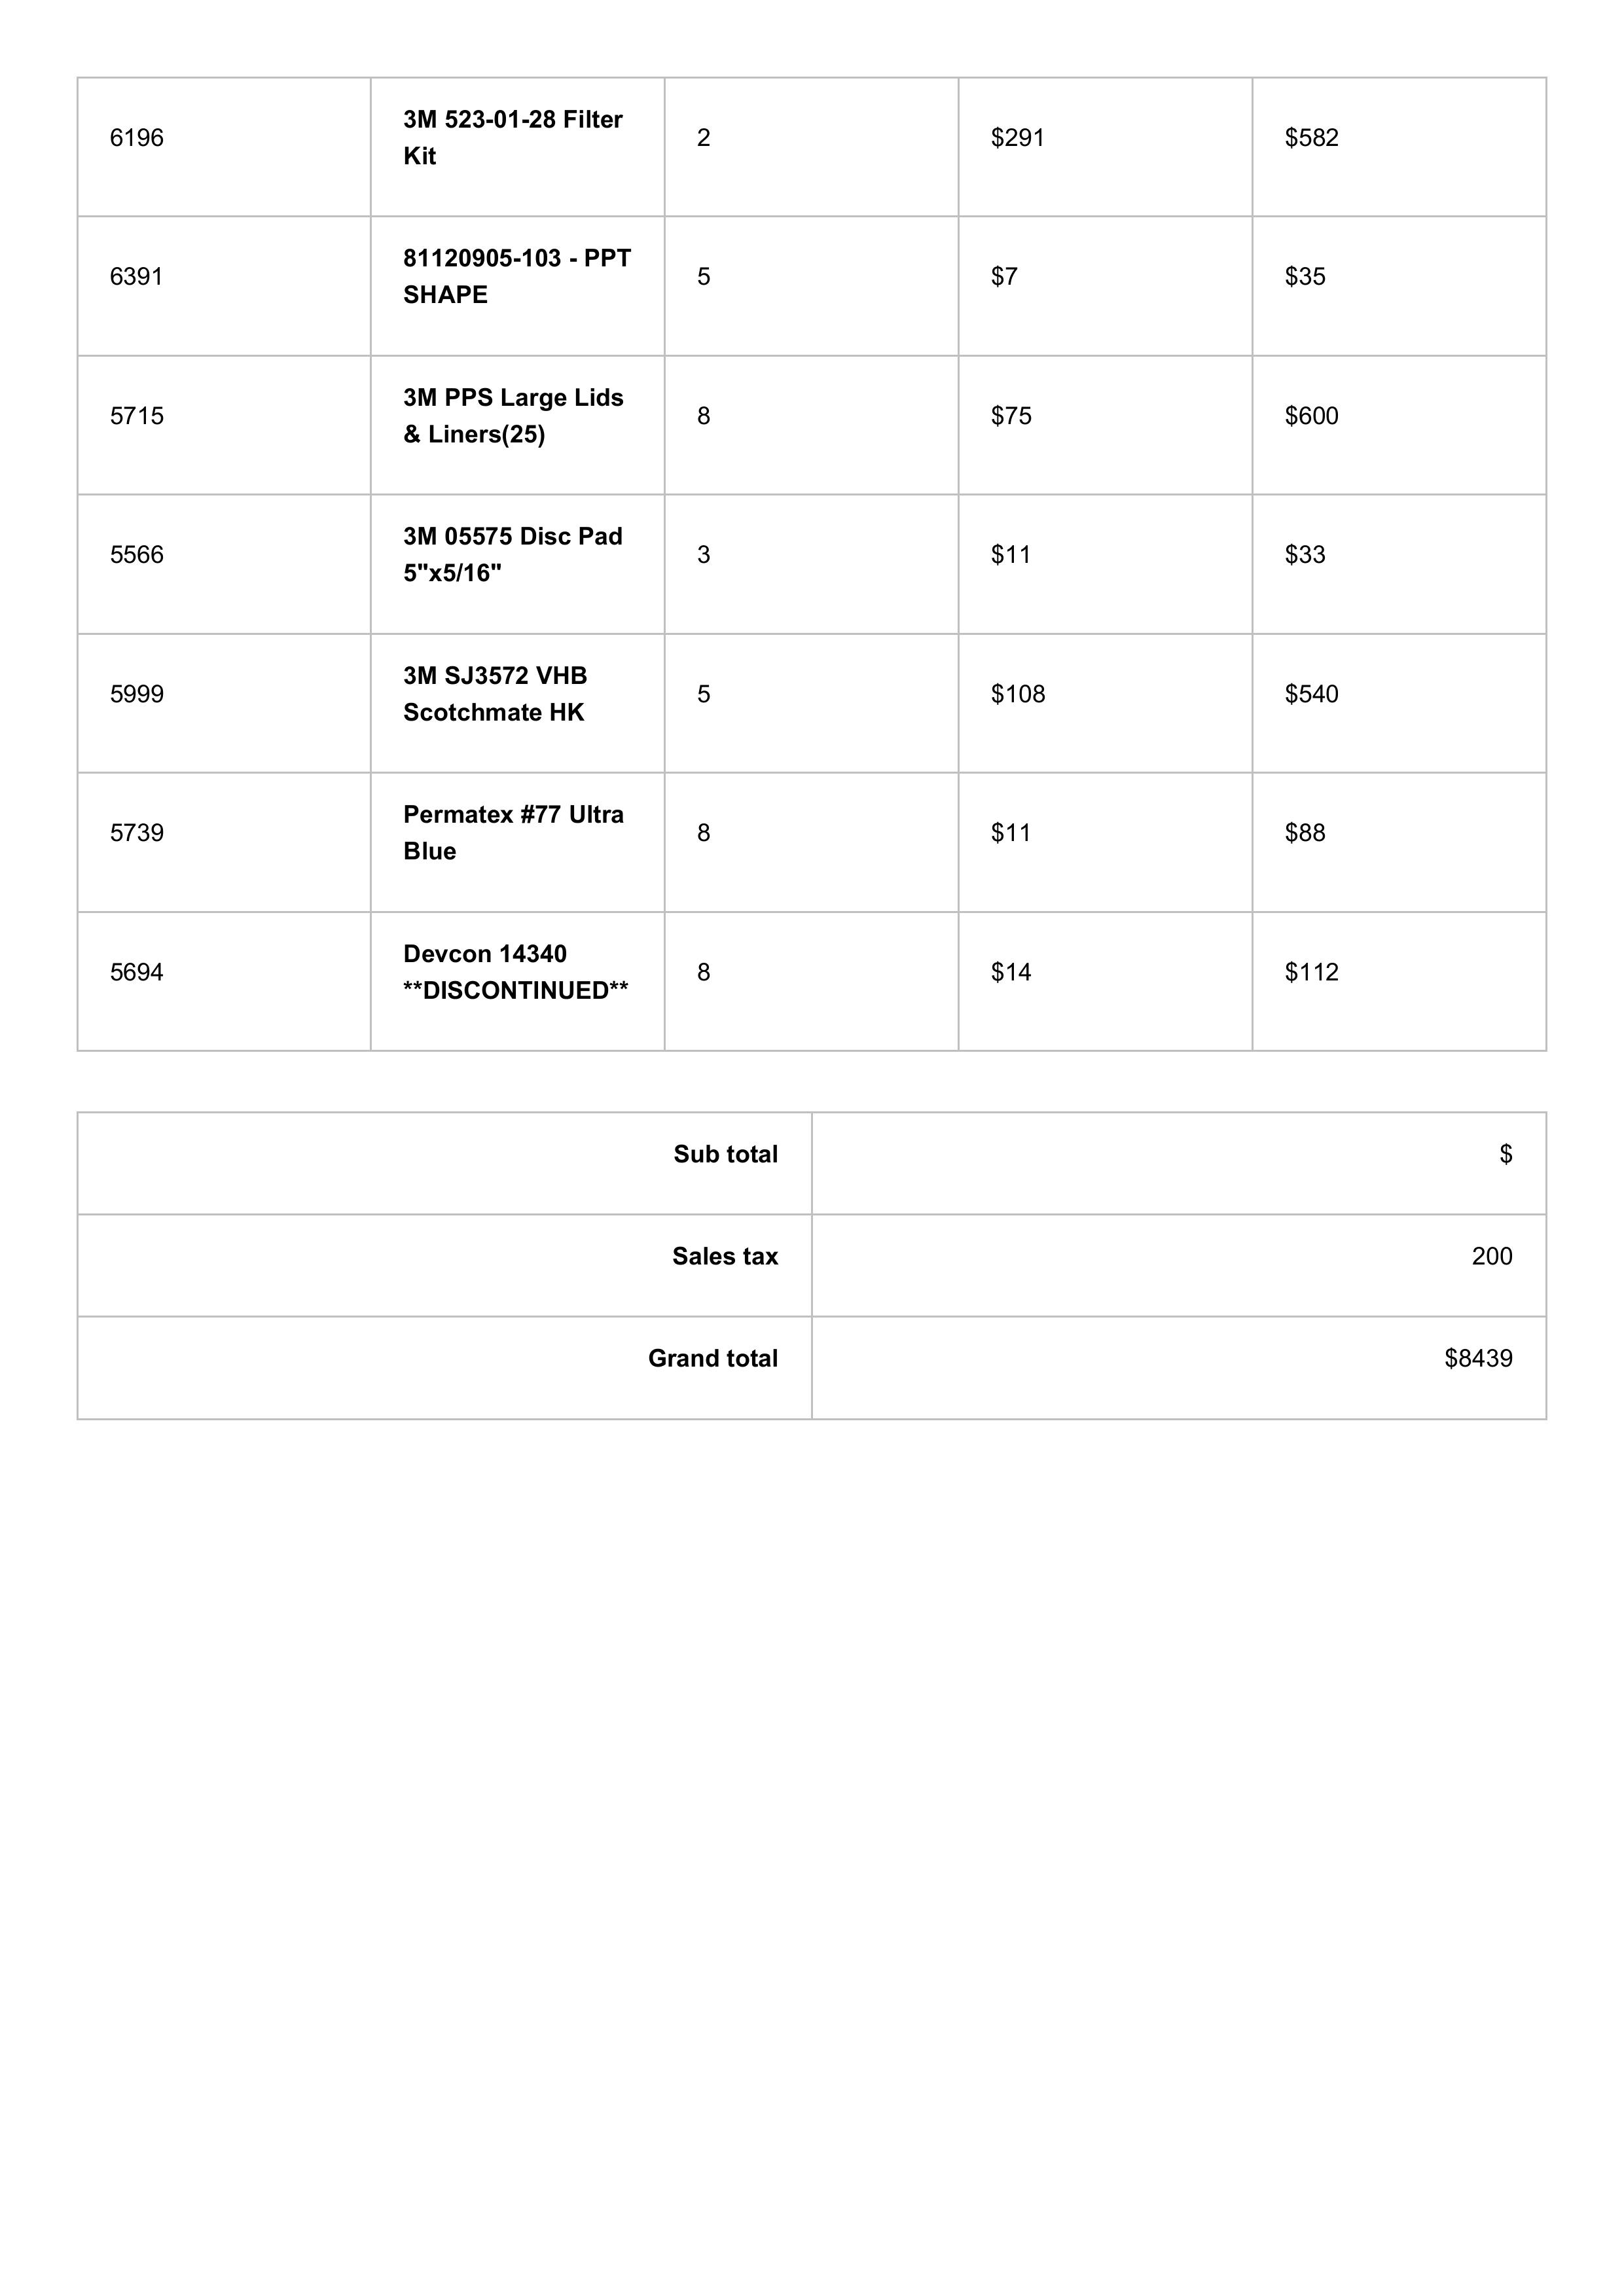 6196 3M 523-01-28 Filter Kit 2 $291 $582
6391 81120905-103 - PPT SHAPE 5 $7 $35
5715 3M PPS Large Lids & Liners(25) 8 $75 $600
5566 3M 05575 Disc Pad 5"x5/16" 3 $11 $33
5999 3M SJ3572 VHB Scotchmate HK 5 $108 $540
5739 Permatex #77 Ultra Blue 8 $11 $88
5694 Devcon 14340 **DISCONTINUED** 8 $14 $112
Sub total $
Sales tax 200
Grand total $8439